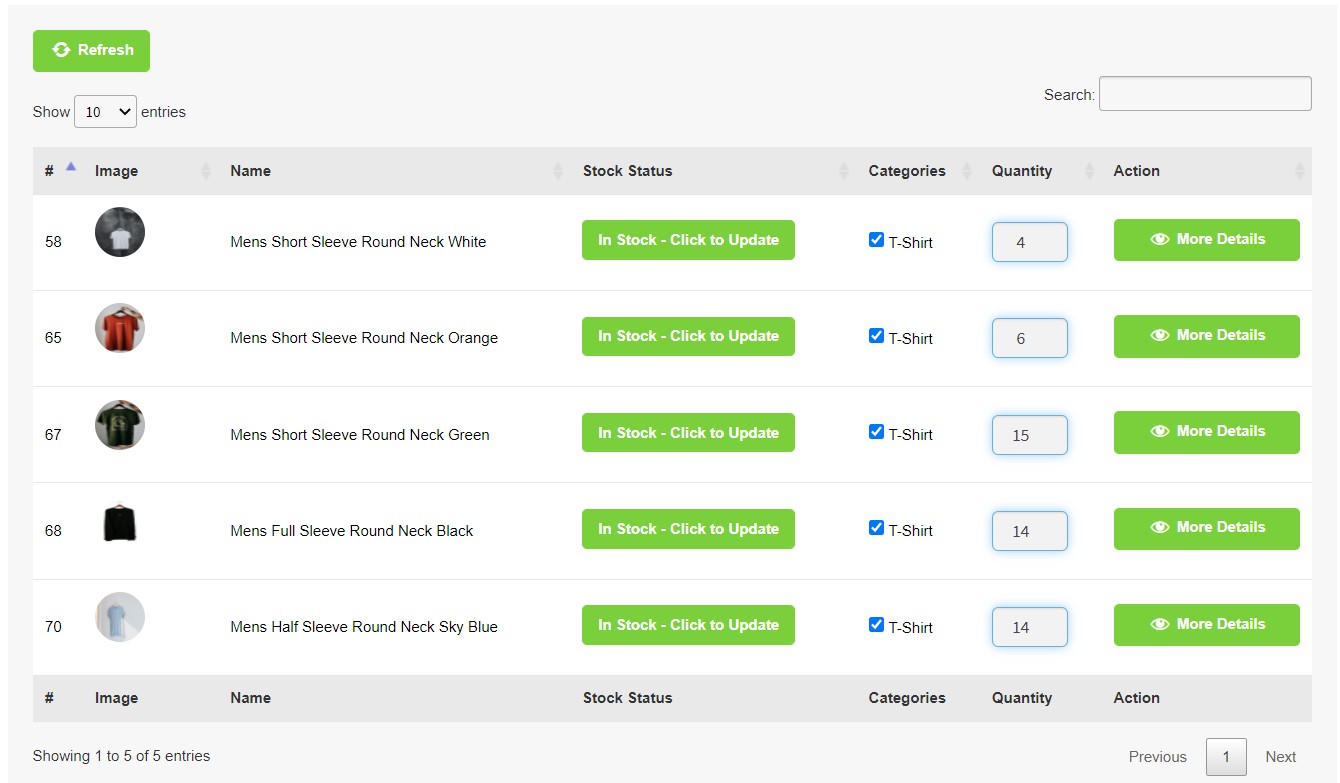 Refresh
Search:
Show 10 entries
# Image Name Stock Status Categories Quantity Action
58 Mens Short Sleeve Round Neck White In Stock - Click to Update T-Shirt 4 More Details
65 Mens Short Sleeve Round Neck Orange In Stock - Click to Update T-Shirt 6 More Details
67 Mens Short Sleeve Round Neck Green In Stock - Click to Update T-Shirt 15 More Details
68 Mens Full Sleeve Round Neck Black In Stock - Click to Update T-Shirt 14 More Details
70 Mens Half Sleeve Round Neck Sky Blue In Stock - Click to Update T-Shirt 14 More Details
# Image Name Stock Status Categories Quantity Action
Showing 1 to 5 of 5 entries Previous 1 Next